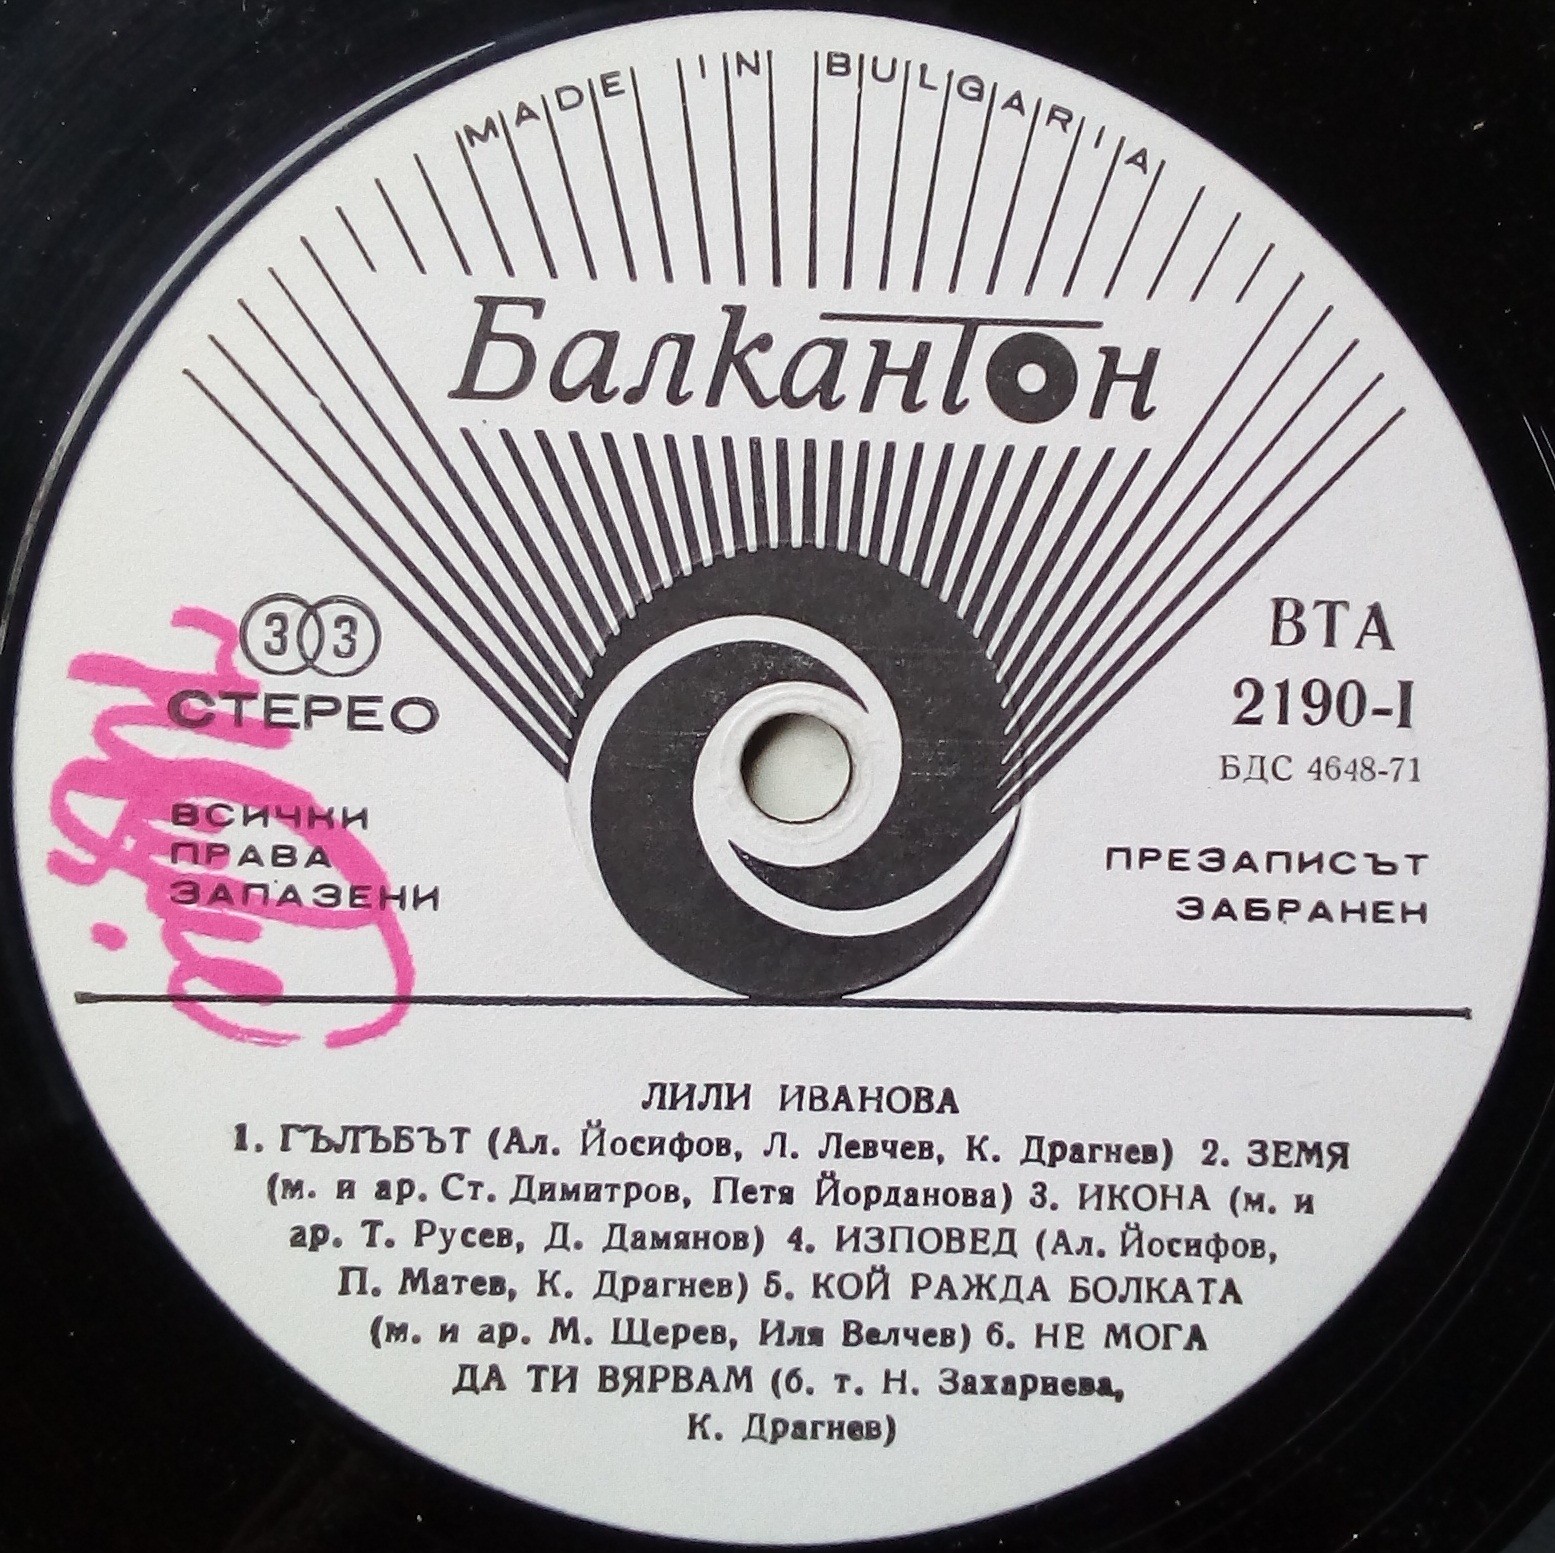 MADE IN BULGARIA
Балкантон
33
СТЕРЕО
ВСИЧКИ
ПРАВА
ЗАПАЗЕНИ
ВТА
2190-I
БДС 4648-71
ПРЕЗАПИСЪТ
ЗАБРАНЕН
ЛИЛИ ИВАНОВА
1. ГЪЛЪБЪТ (Ал. Йосифов, Л. Левчев, К. Драгнев) 2. ЗЕМЯ
(м. и ар. Ст. Димитров, Петя Йорданова) 3. ИКОНА (м. и
ар. Т. Русев, Д. Дамянов) 4. ИЗПОВЕД (Ал. Йосифов,
П. Матев, К. Драгнев) 5. КОЙ РАЖДА БОЛКАТА
(м. и ар. М. Щерев, Иля Велчев) 6. НЕ МОГА
ДА ТИ ВЯРВАМ (б. т. Н. Захариева,
К. Драгнев)